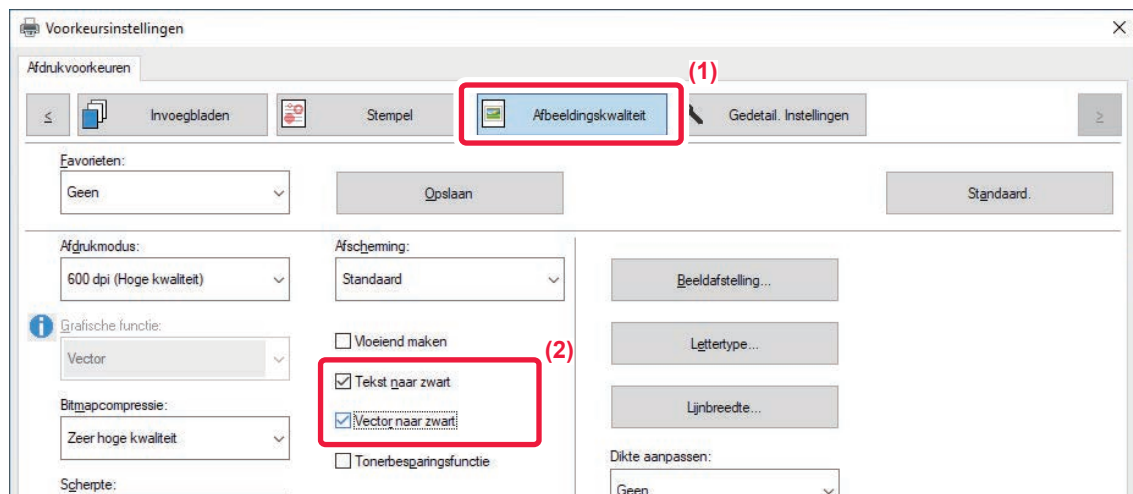 Voorkeursinstellingen
Afdrukvoorkeuren
(1)
<
Invoegbladen
Stempel
Afbeeldingskwaliteit
Gedetail. Instellingen
>
Favorieten:
Geen
Opslaan
Standaard.
Afdrukmodus:
600 dpi (Hoge kwaliteit)
Afscherming:
Standaard
Beeldafstelling...
Grafische functie:
Vector
Vloeiend maken
(2)
Lettertype...
Tekst naar zwart
Bitmapcompressie:
Zeer hoge kwaliteit
Vector naar zwart
Lijnbreedte...
Tonerbesparingsfunctie
Dikte aanpassen:
Geen
Scherpte: